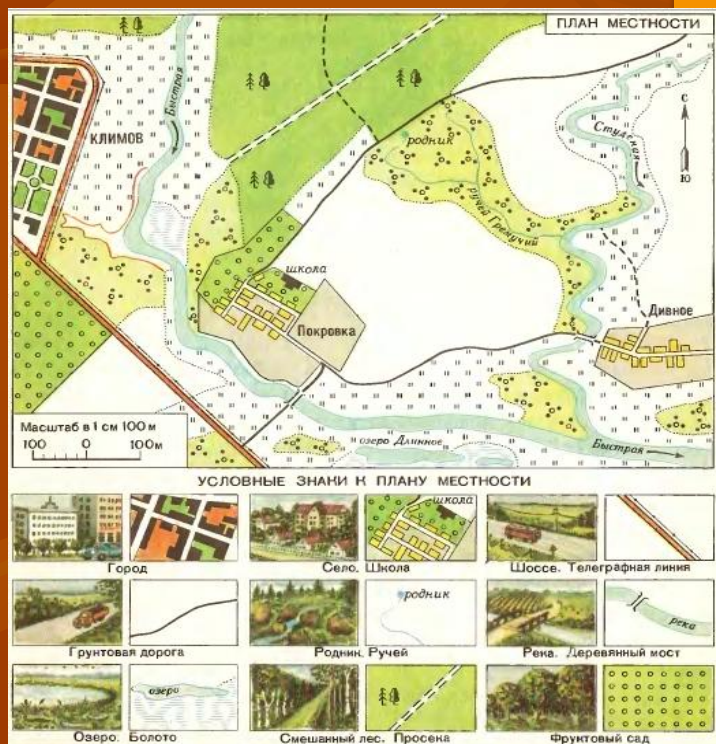 ПЛАН МЕСТНОСТИ
Быстрая
КЛИМОВ
родник
Студеная
С
Ю
ручей Гремучий
школа
Покровка
Дивное
Масштаб в 1 см 100 м
100 0 100 м
озеро Длинное
Быстрая
УСЛОВНЫЕ ЗНАКИ К ПЛАНУ МЕСТНОСТИ
школа
Город
Село. Школа
Шоссе. Телеграфная линия
родник
река
Грунтовая дорога
Родник. Ручей
Река. Деревянный мост
озеро
Озеро. Болото
Смешанный лес. Просека
Фруктовый сад